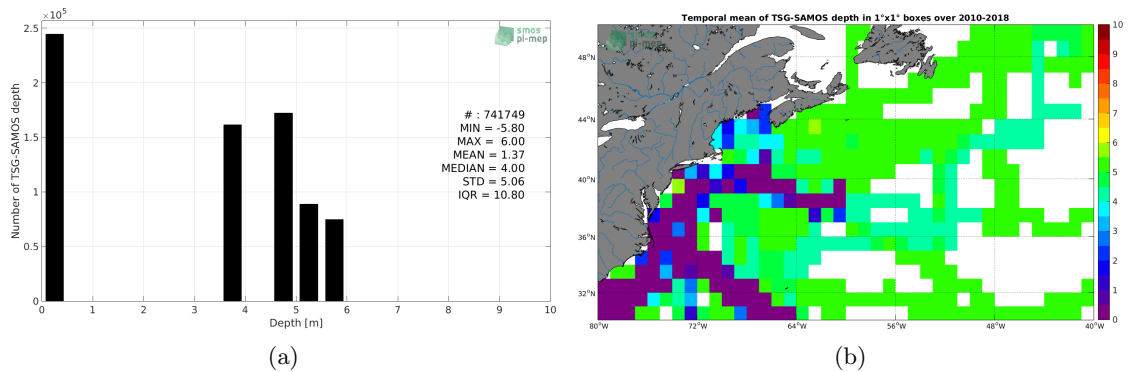 ×10⁵
2.5
2
1.5
1
0.5
0
0 1 2 3 4 5 6 7 8 9 10
Number of TSG-SAMOS depth
Depth [m]
smos
pi-mep
# : 741749
MIN = -5.80
MAX = 6.00
MEAN = 1.37
MEDIAN = 4.00
STD = 5.06
IQR = 10.80
(a)
Temporal mean of TSG-SAMOS depth in 1°x1° boxes over 2010-2018
smos
pi-mep
48°N
44°N
40°N
36°N
32°N
80°W 72°W 64°W 56°W 48°W 40°W
10
9
8
7
6
5
4
3
2
1
0
(b)